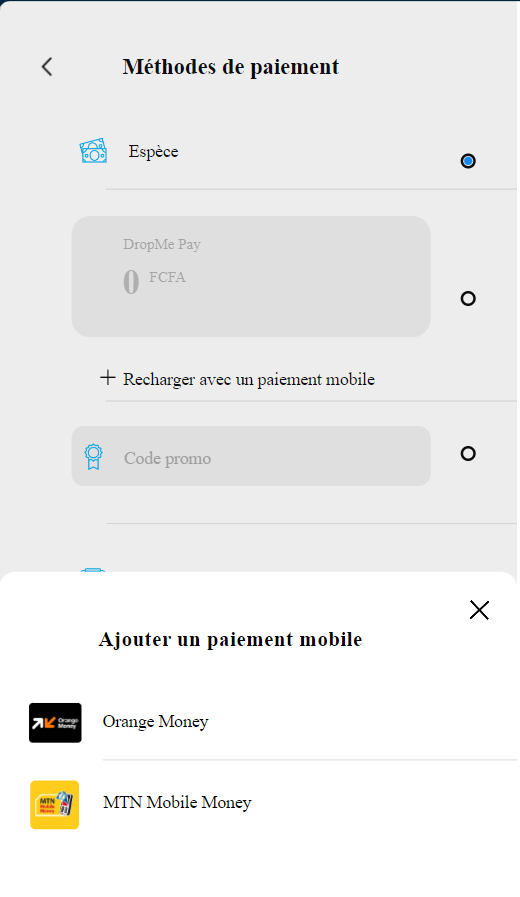 Méthodes de paiement
Espèce
DropMe Pay
0 FCFA
Recharger avec un paiement mobile
Code promo
Ajouter un paiement mobile
Orange
Money
Orange Money
MTN
Mobile
Money
MTN Mobile Money